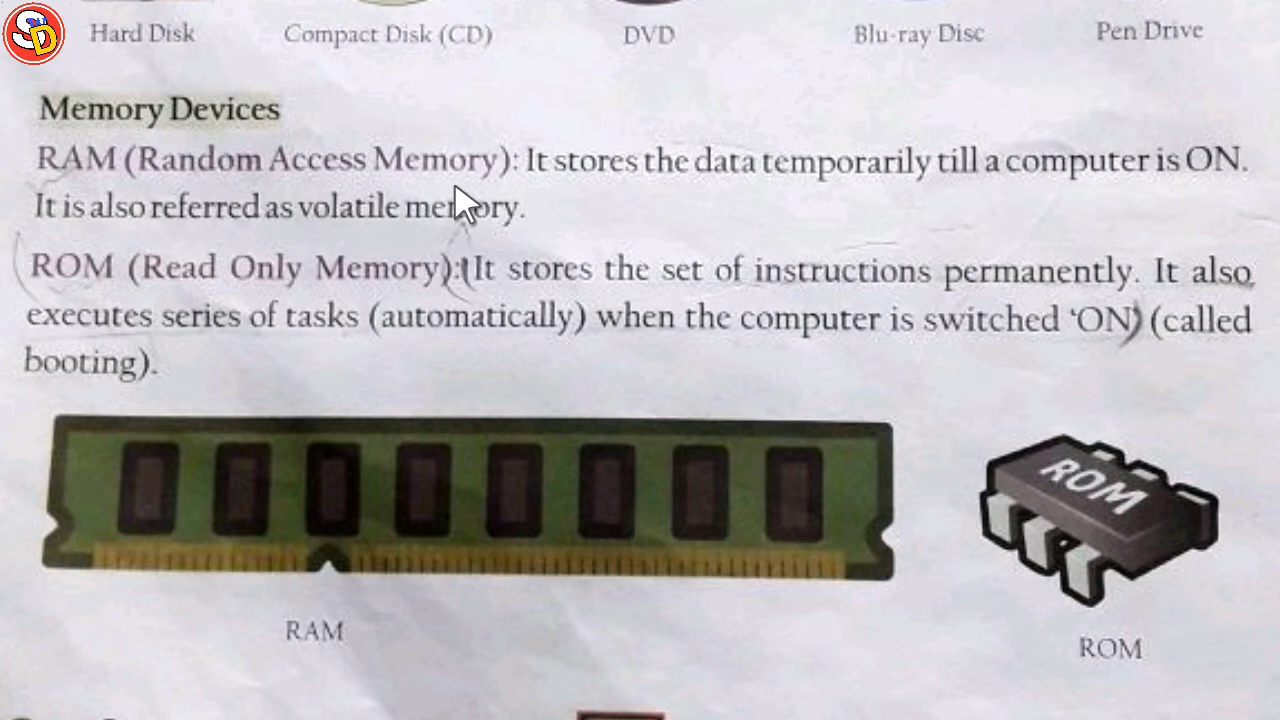 SD
Hard Disk Compact Disk (CD) DVD Blu-ray Disc Pen Drive
Memory Devices
RAM (Random Access Memory): It stores the data temporarily till a computer is ON.
It is also referred as volatile memory.
ROM (Read Only Memory): It stores the set of instructions permanently. It also
executes series of tasks (automatically) when the computer is switched 'ON' (called
booting).
ROM
RAM
ROM